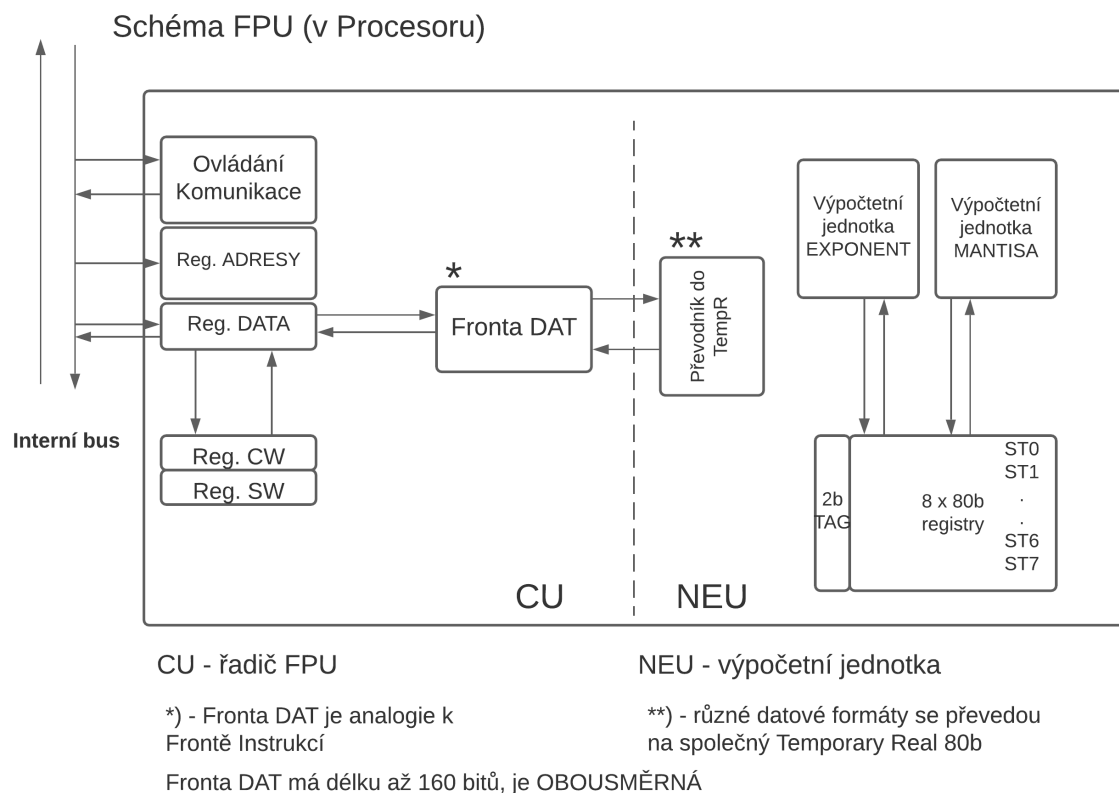 Schéma FPU (v Procesoru)
Ovládání
Komunikace
Reg. ADRESY
Reg. DATA
Interní bus
Reg. CW
Reg. SW
*
Fronta DAT
**
Převodník do
TempR
Výpočtetní
jednotka
EXPONENT
Výpočtetní
jednotka
MANTISA
2b
TAG
8 x 80b
registry
ST0
ST1
.
.
ST6
ST7
CU
NEU
CU - řadič FPU
NEU - výpočetní jednotka
*) - Fronta DAT je analogie k
Frontě Instrukcí
Fronta DAT má délku až 160 bitů, je OBOUSMĚRNÁ
**) - různé datové formáty se převedou
na společný Temporary Real 80b